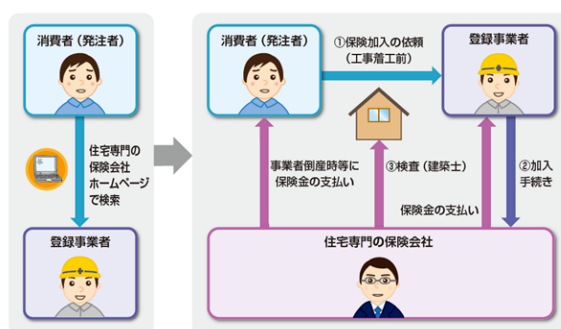 消費者（発注者）
住宅専門の
保険会社
ホームページ
で検索
登録事業者
消費者（発注者）
①保険加入の依頼
（工事着工前）
登録事業者
事業者倒産時等に
保険金の支払い
③検査（建築士）
保険金の支払い
②加入
手続き
住宅専門の保険会社